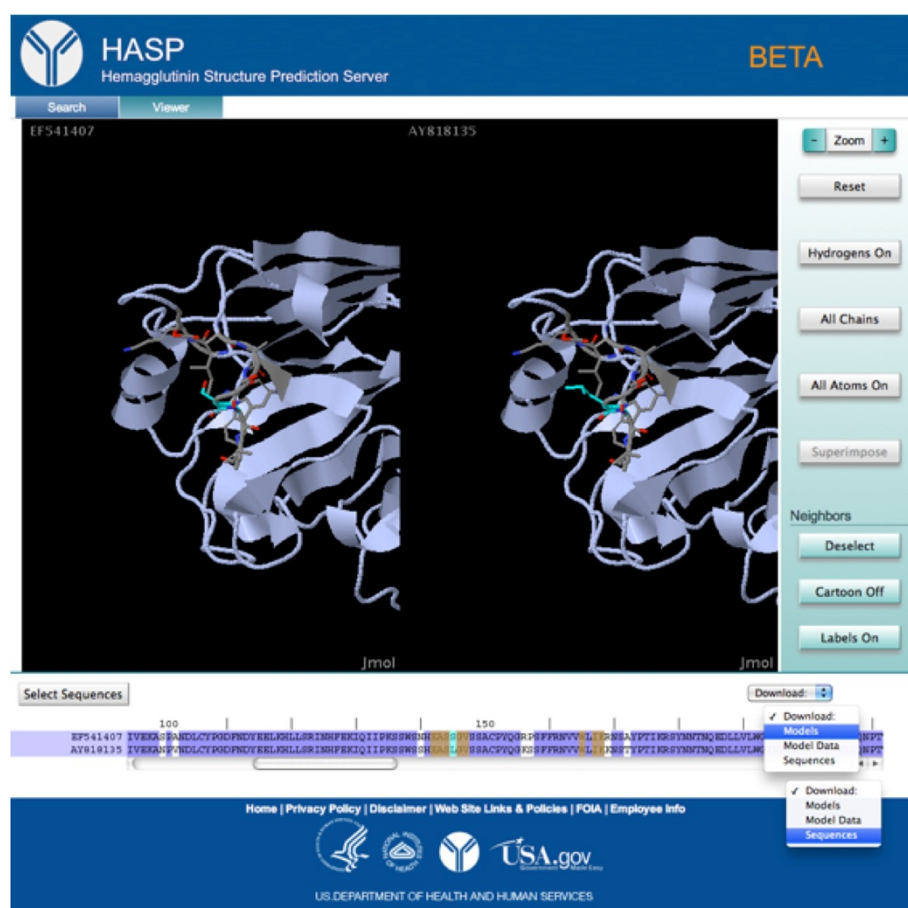 HASP
Hemagglutinin Structure Prediction Server
BETA
Search Viewer
EF541407 AY818135
- Zoom +
Reset
Hydrogens On
All Chains
All Atoms On
Superimpose
Neighbors
Deselect
Cartoon Off
Labels On
Jmol Jmol
Select Sequences Download:
✓ Download:
Models
Model Data
Sequences
100 150
EF541407
AY818135
✓ Download:
Models
Model Data
Sequences
Home | Privacy Policy | Disclaimer | Web Site Links & Policies | FOIA | Employee Info
USA.gov
Government Made Easy
US.DEPARTMENT OF HEALTH AND HUMAN SERVICES